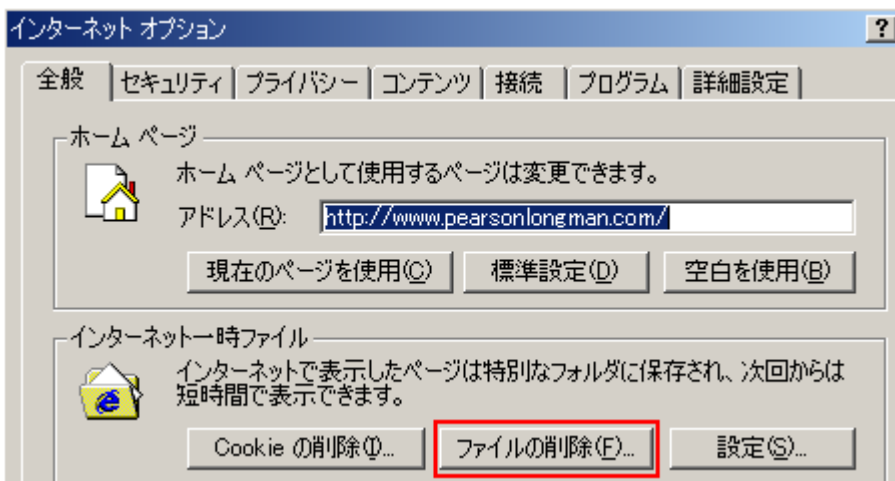 インターネット オプション ?
全般 セキュリティ プライバシー コンテンツ 接続 プログラム 詳細設定
ホーム ページ
ホーム ページとして使用するページは変更できます。
アドレス(R): http://www.pearsonlongman.com/
現在のページを使用(C) 標準設定(D) 空白を使用(B)
インターネット一時ファイル
インターネットで表示したページは特別なフォルダに保存され、次回からは
短時間で表示できます。
Cookie の削除(I)... ファイルの削除(F)... 設定(S)...